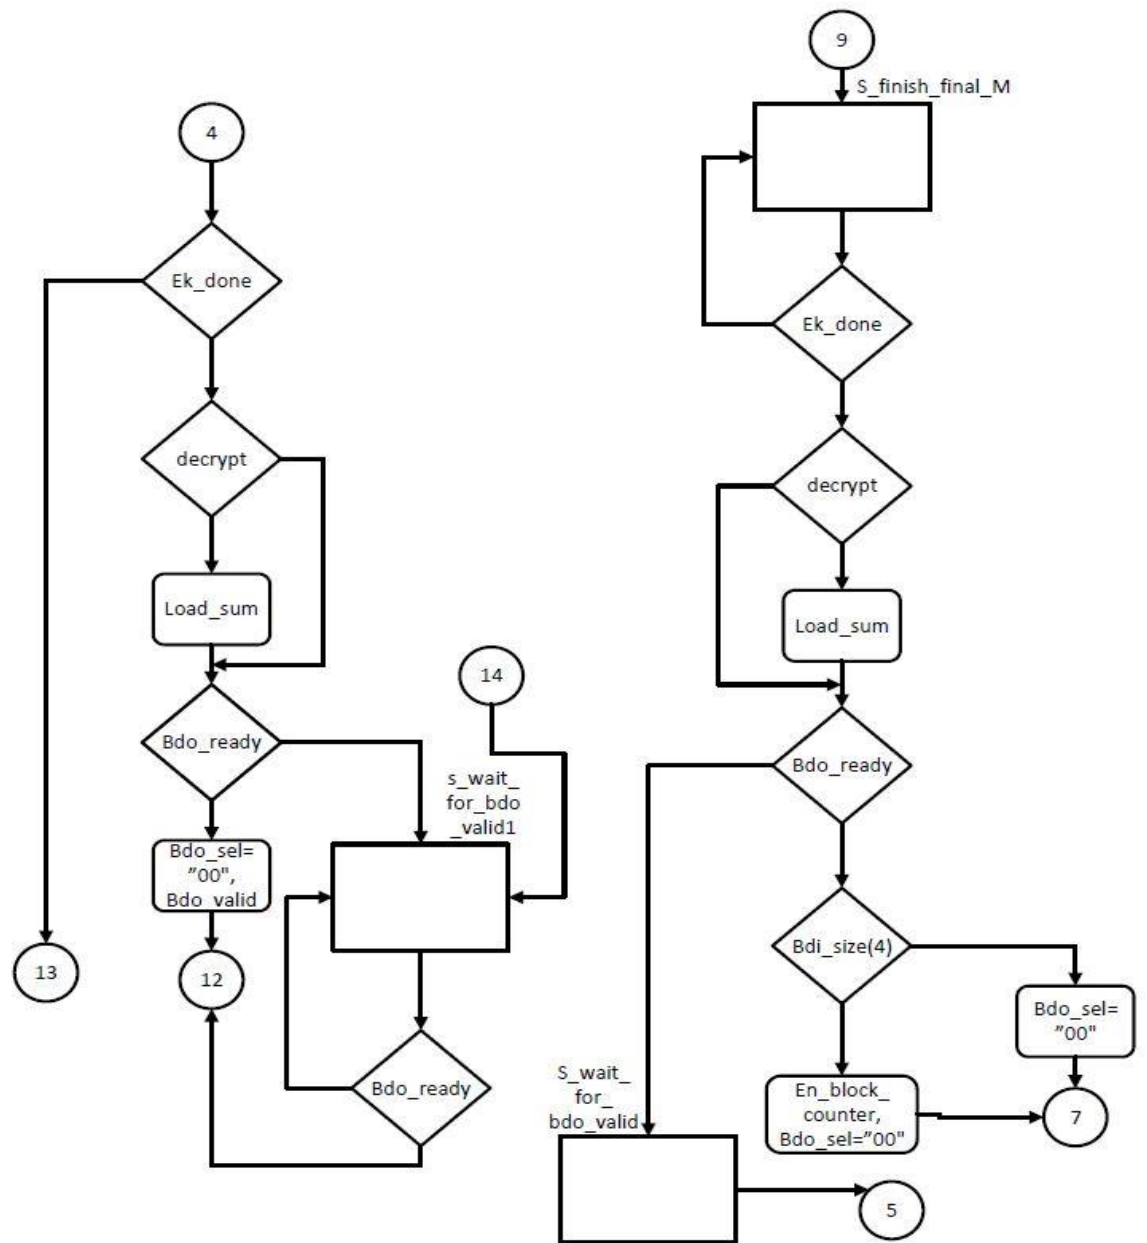 4
Ek_done
decrypt
Load_sum
Bdo_ready
Bdo_sel=
”00",
Bdo_valid
13
12
14
s_wait_
for_bdo
_valid1
Bdo_ready
9
S_finish_final_M
Ek_done
decrypt
Load_sum
Bdo_ready
Bdi_size(4)
Bdo_sel=
”00"
En_block_
counter,
Bdo_sel=”00"
7
S_wait_
for_
bdo_valid
5